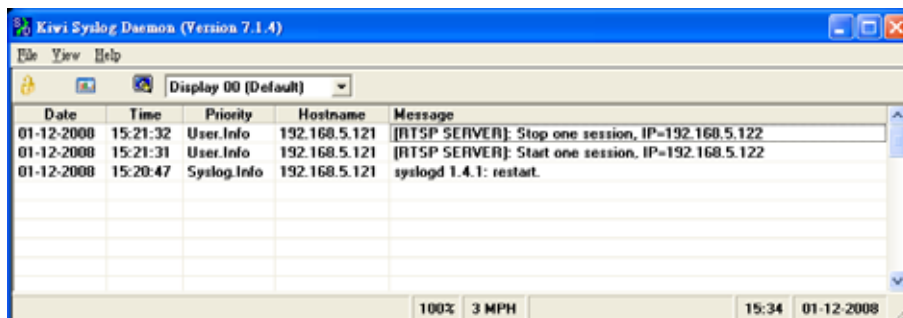 Kiwi Syslog Daemon (Version 7.1.4)
File View Help
Display 00 (Default)
Date Time Priority Hostname Message
01-12-2008 15:21:32 User.Info 192.168.5.121 [RTSP SERVER]: Stop one session, IP=192.168.5.122
01-12-2008 15:21:31 User.Info 192.168.5.121 [RTSP SERVER]: Start one session, IP=192.168.5.122
01-12-2008 15:20:47 Syslog.Info 192.168.5.121 syslogd 1.4.1: restart.
100% 3 MPH 15:34 01-12-2008